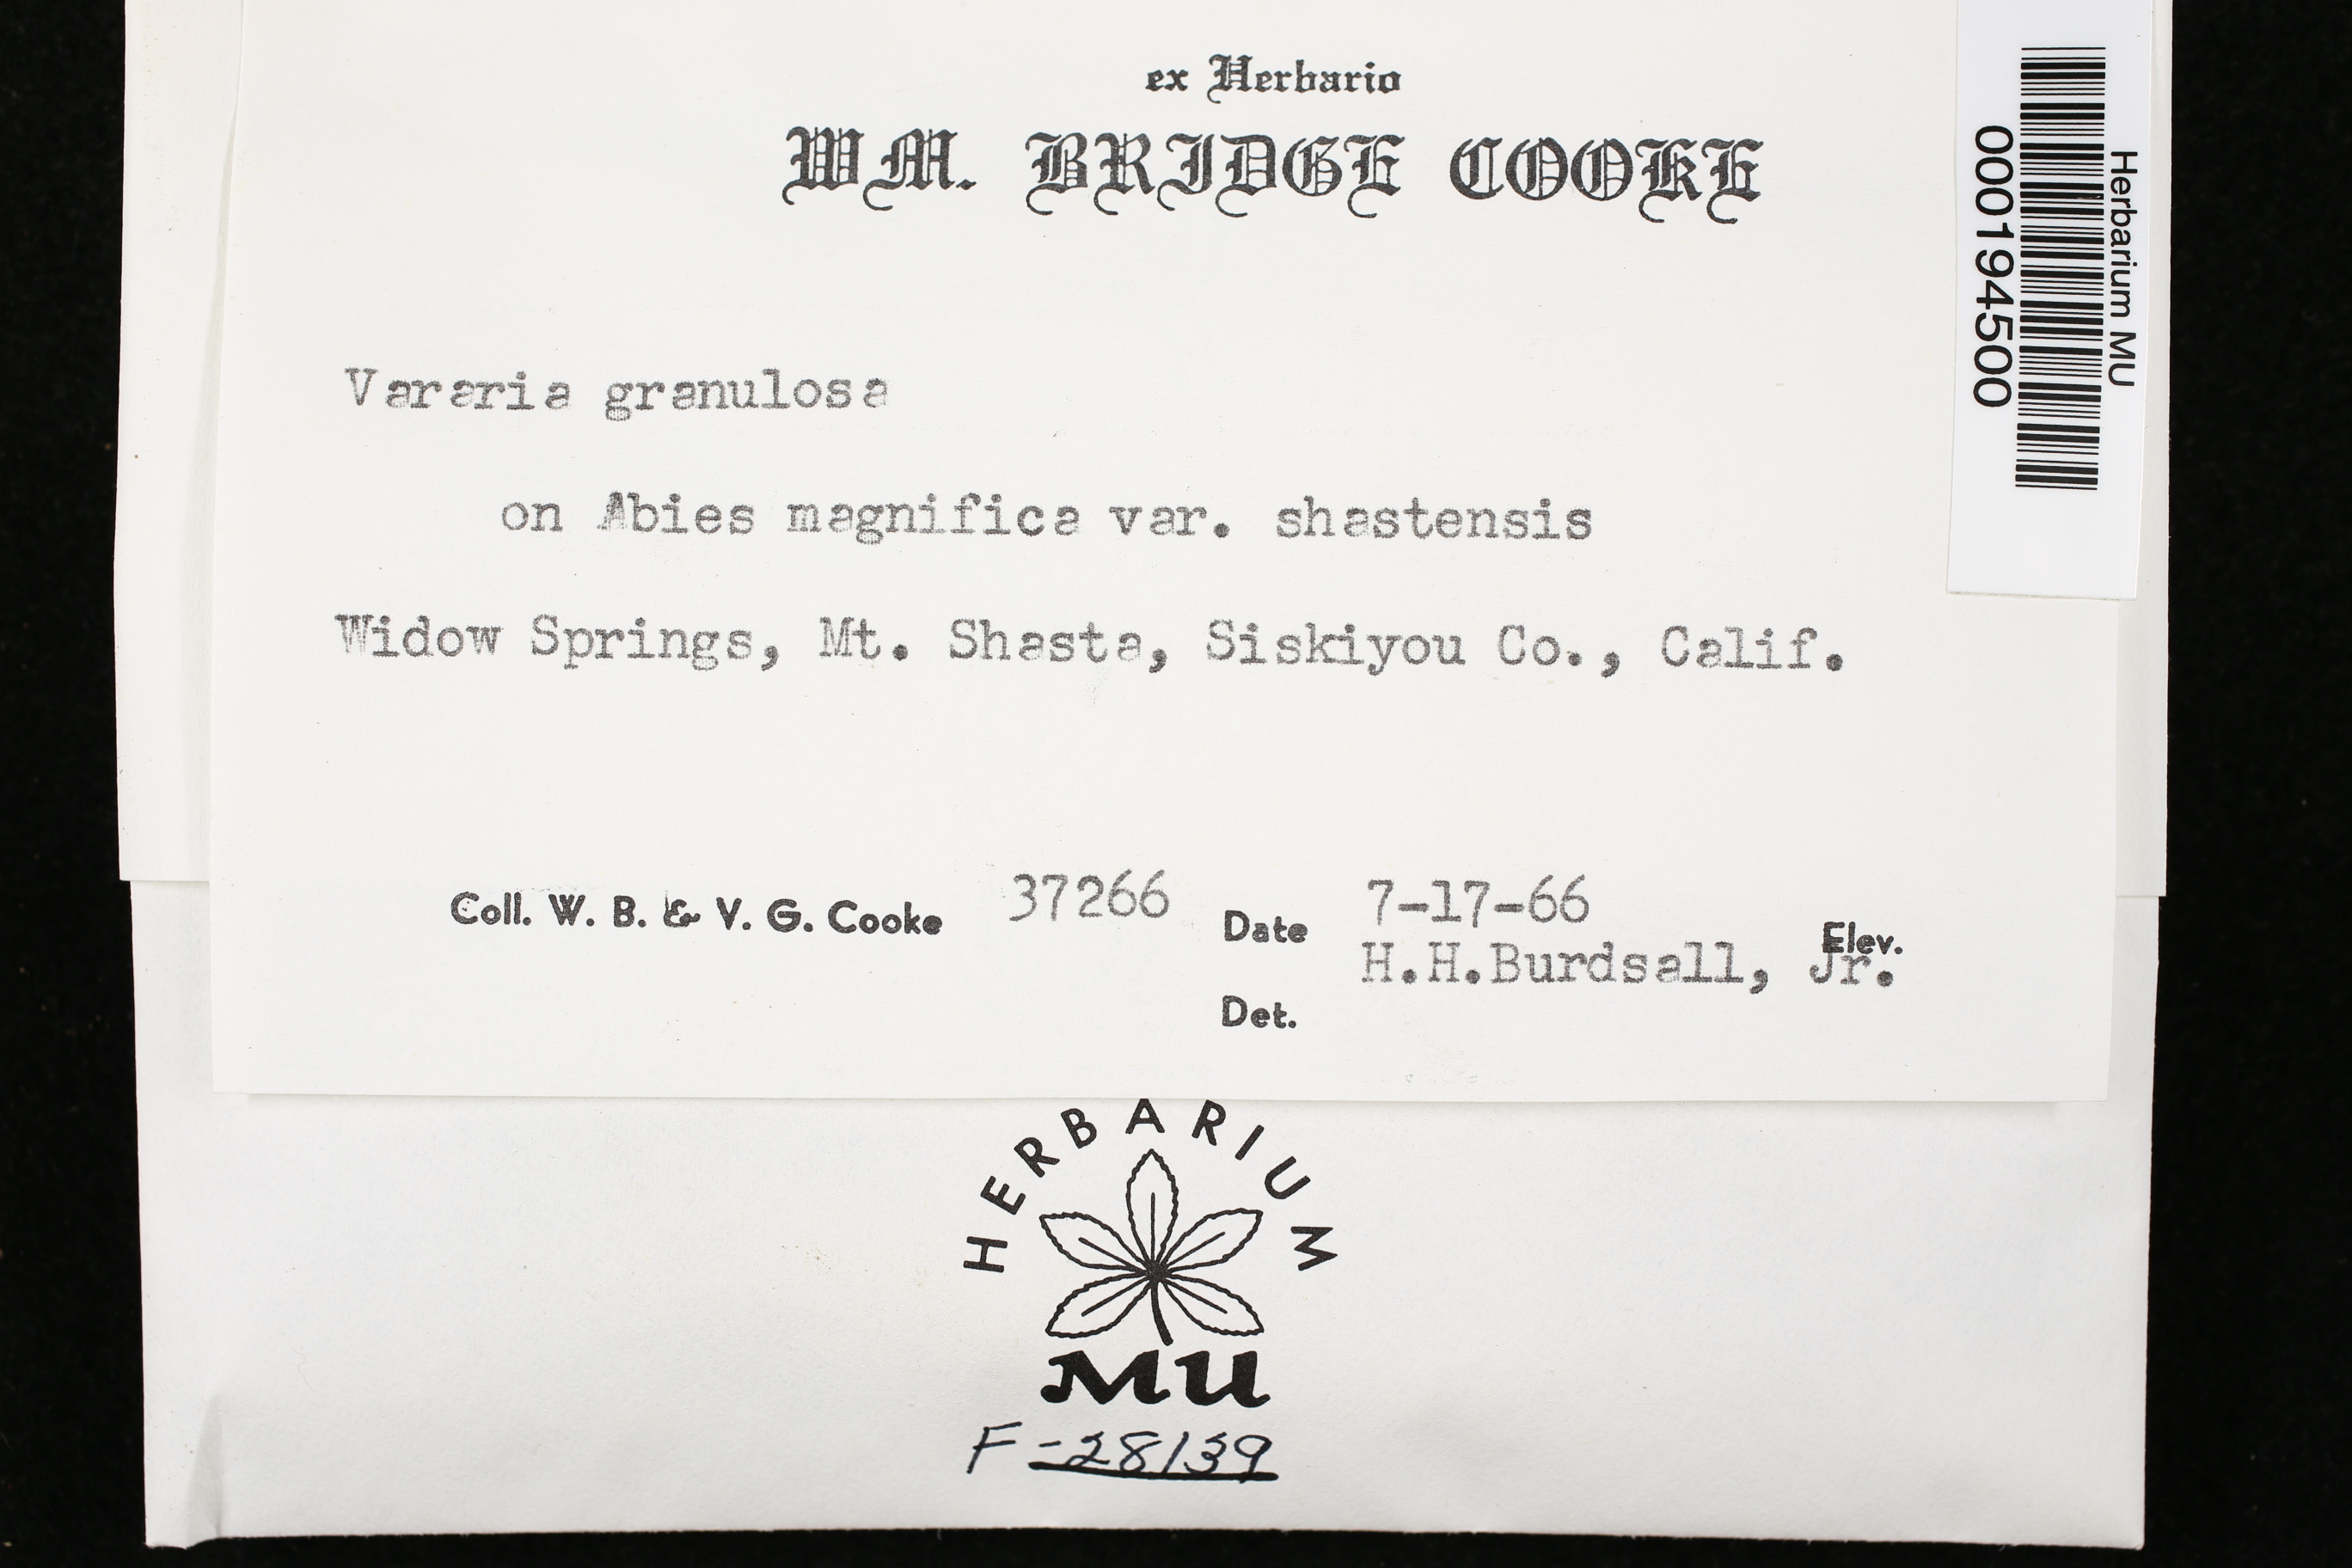 ex Herbario
WM. BRIDGE COOKE
Vararia granulosa
on Abies magnifica var. shastensis
Widow Springs, Mt. Shasta, Siskiyou Co., Calif.
Coll. W. B. & V. G. Cooke 37266 Date 7-17-66 Elev.
H.H.Burdsall, Jr.
Det.
Herbarium MU
000194500
HERBARIUM
MU
F-28139